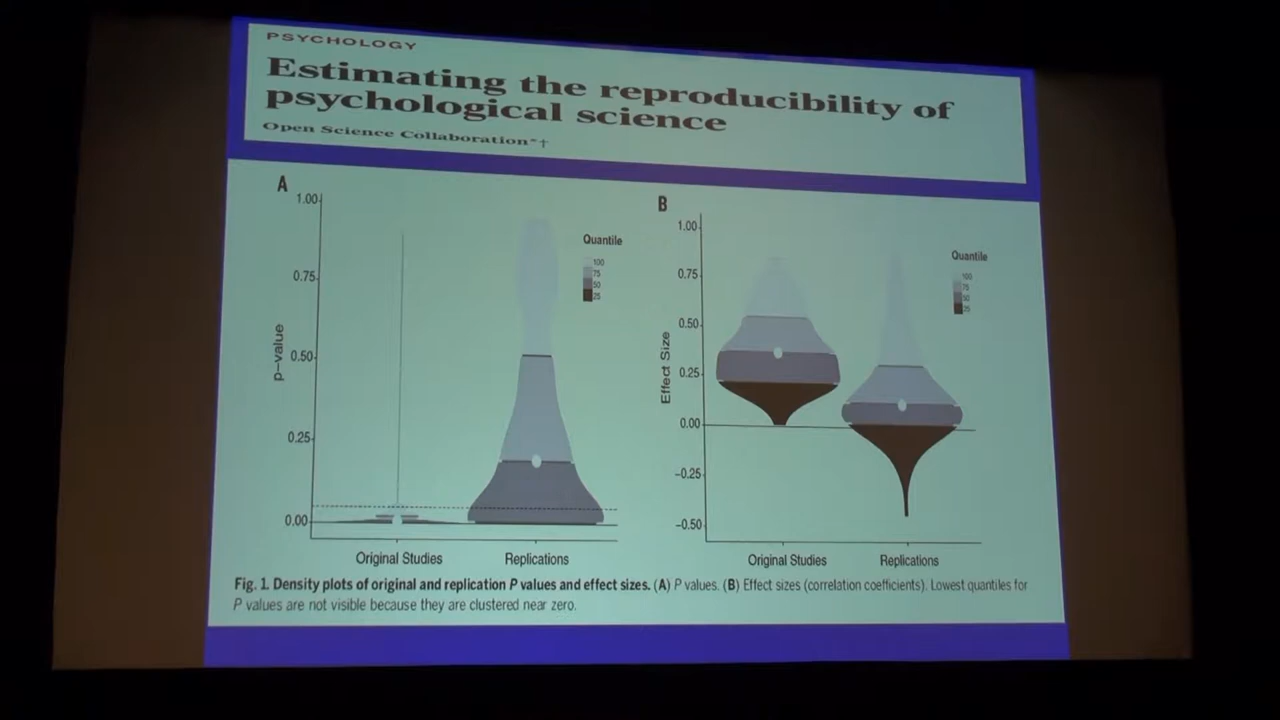 PSYCHOLOGY
Estimating the reproducibility of
psychological science
Open Science Collaboration*†
A
1.00
0.75
0.50
0.25
0.00
p-value
Quantile
100
75
50
25
Original Studies
Replications
B
1.00
0.75
0.50
0.25
0.00
-0.25
-0.50
Effect Size
Quantile
100
75
50
25
Original Studies
Replications
Fig. 1. Density plots of original and replication P values and effect sizes. (A) P values. (B) Effect sizes (correlation coefficients). Lowest quantiles for
P values are not visible because they are clustered near zero.